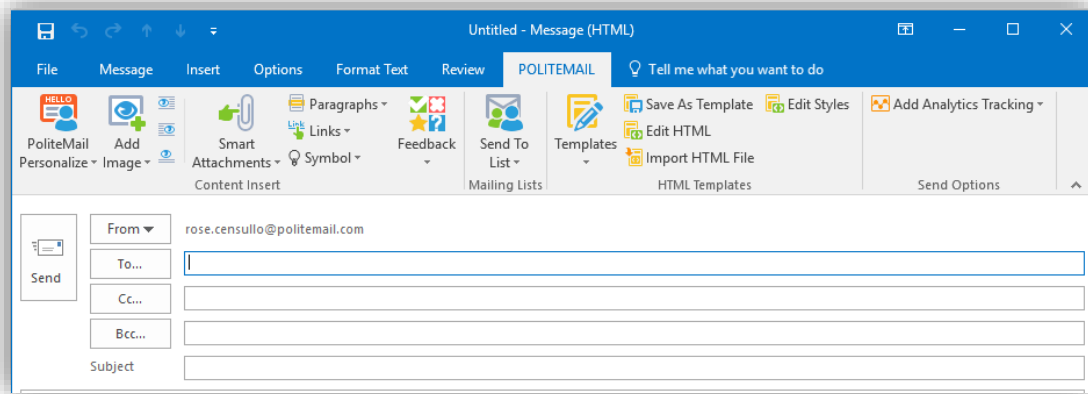 Untitled - Message (HTML)
File Message Insert Options Format Text Review POLITEMAIL Tell me what you want to do
HELLO
PoliteMail Personalize
Add Image
Smart Attachments
Paragraphs
Link Links
Symbol
Feedback
Send To List
Templates
Save As Template Edit Styles
Edit HTML
Import HTML File
Add Analytics Tracking
Content Insert Mailing Lists HTML Templates Send Options
Send
From rose.censullo@politemail.com
To...
Cc...
Bcc...
Subject